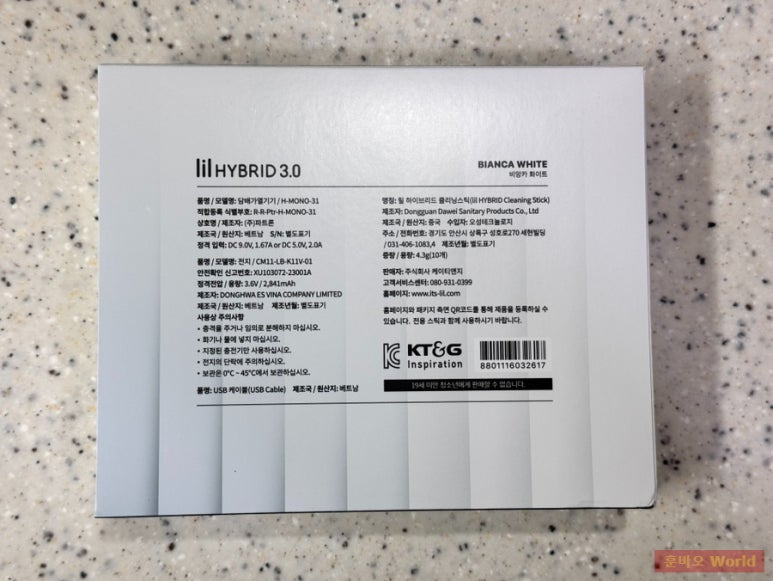 lil HYBRID 3.0
품명 / 모델명: 담배가열기기 / H-MONO-31
적합등록 식별부호: R-R-Ptr-H-MONO-31
상호명 / 제조자: (주)파트론
제조국 / 원산지: 베트남 S/N: 별도표기
정격 입력: DC 9.0V, 1.67A or DC 5.0V, 2.0A
품명 / 모델명: 전지 / CM11-LB-K11V-01
안전확인 신고번호: XU103072-23001A
정격전압 / 용량: 3.6V / 2,841mAh
제조자: DONGHWA ES VINA COMPANY LIMITED
제조국 / 원산지: 베트남 제조년월: 별도표기
사용상 주의사항
• 충격을 주거나 임의로 분해하지 마십시오.
• 화기나 물에 넣지 마십시오.
• 지정된 충전기만 사용하십시오.
• 전지의 단락에 주의하십시오.
• 보관은 0°C ~ 45°C에서 보관하십시오.
품명: USB 케이블(USB Cable) 제조국 / 원산지: 베트남
BIANCA WHITE
비앙카 화이트
명칭: 릴 하이브리드 클리닝스틱(lil HYBRID Cleaning Stick)
제조자: Dongguan Dawei Sanitary Products Co., Ltd
제조국 / 원산지: 중국 수입자: 오성테크놀로지
주소 / 전화번호: 경기도 안산시 상록구 성호로270 세현빌딩
/ 031-406-1083,4 제조년월: 별도표기
중량 / 용량: 4.3g(10개)
판매자: 주식회사 케이티앤지
고객서비스센터: 080-931-0399
홈페이지: www.its-lil.com
홈페이지와 패키지 측면 QR코드를 통해 제품을 등록하실 수
있습니다. 전용 스틱과 함께 사용하시기 바랍니다.
KT&G
Inspiration
8801116032617
19세 미만 청소년에게 판매할 수 없습니다.
훈바오 World